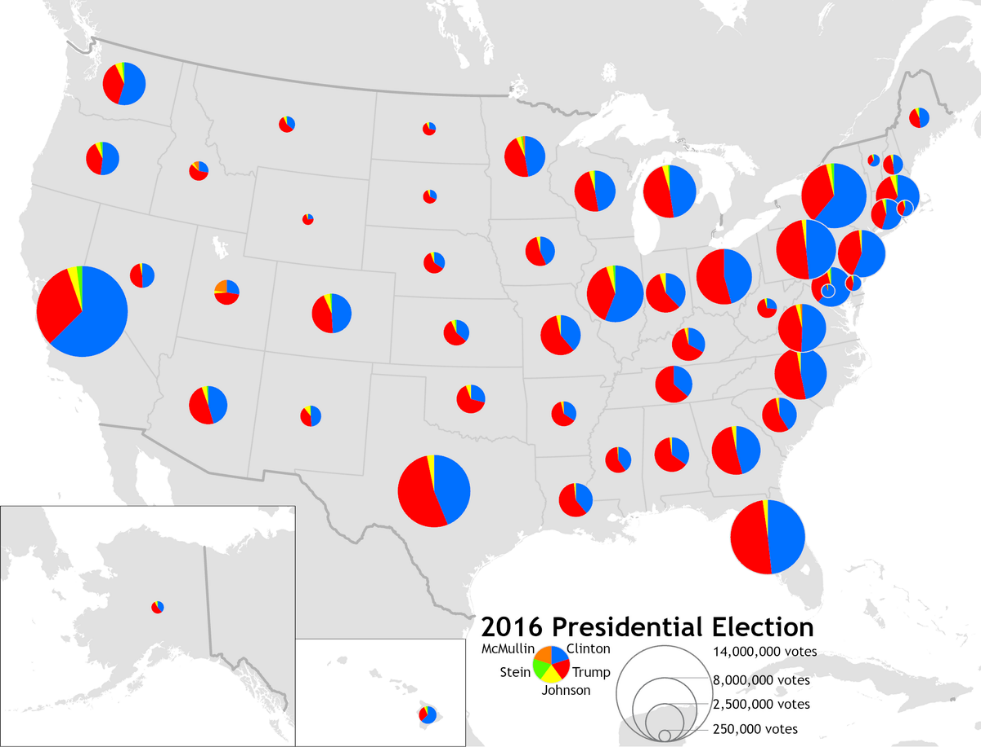 2016 Presidential Election
McMullin Clinton
Stein Trump
Johnson
14,000,000 votes
8,000,000 votes
2,500,000 votes
250,000 votes